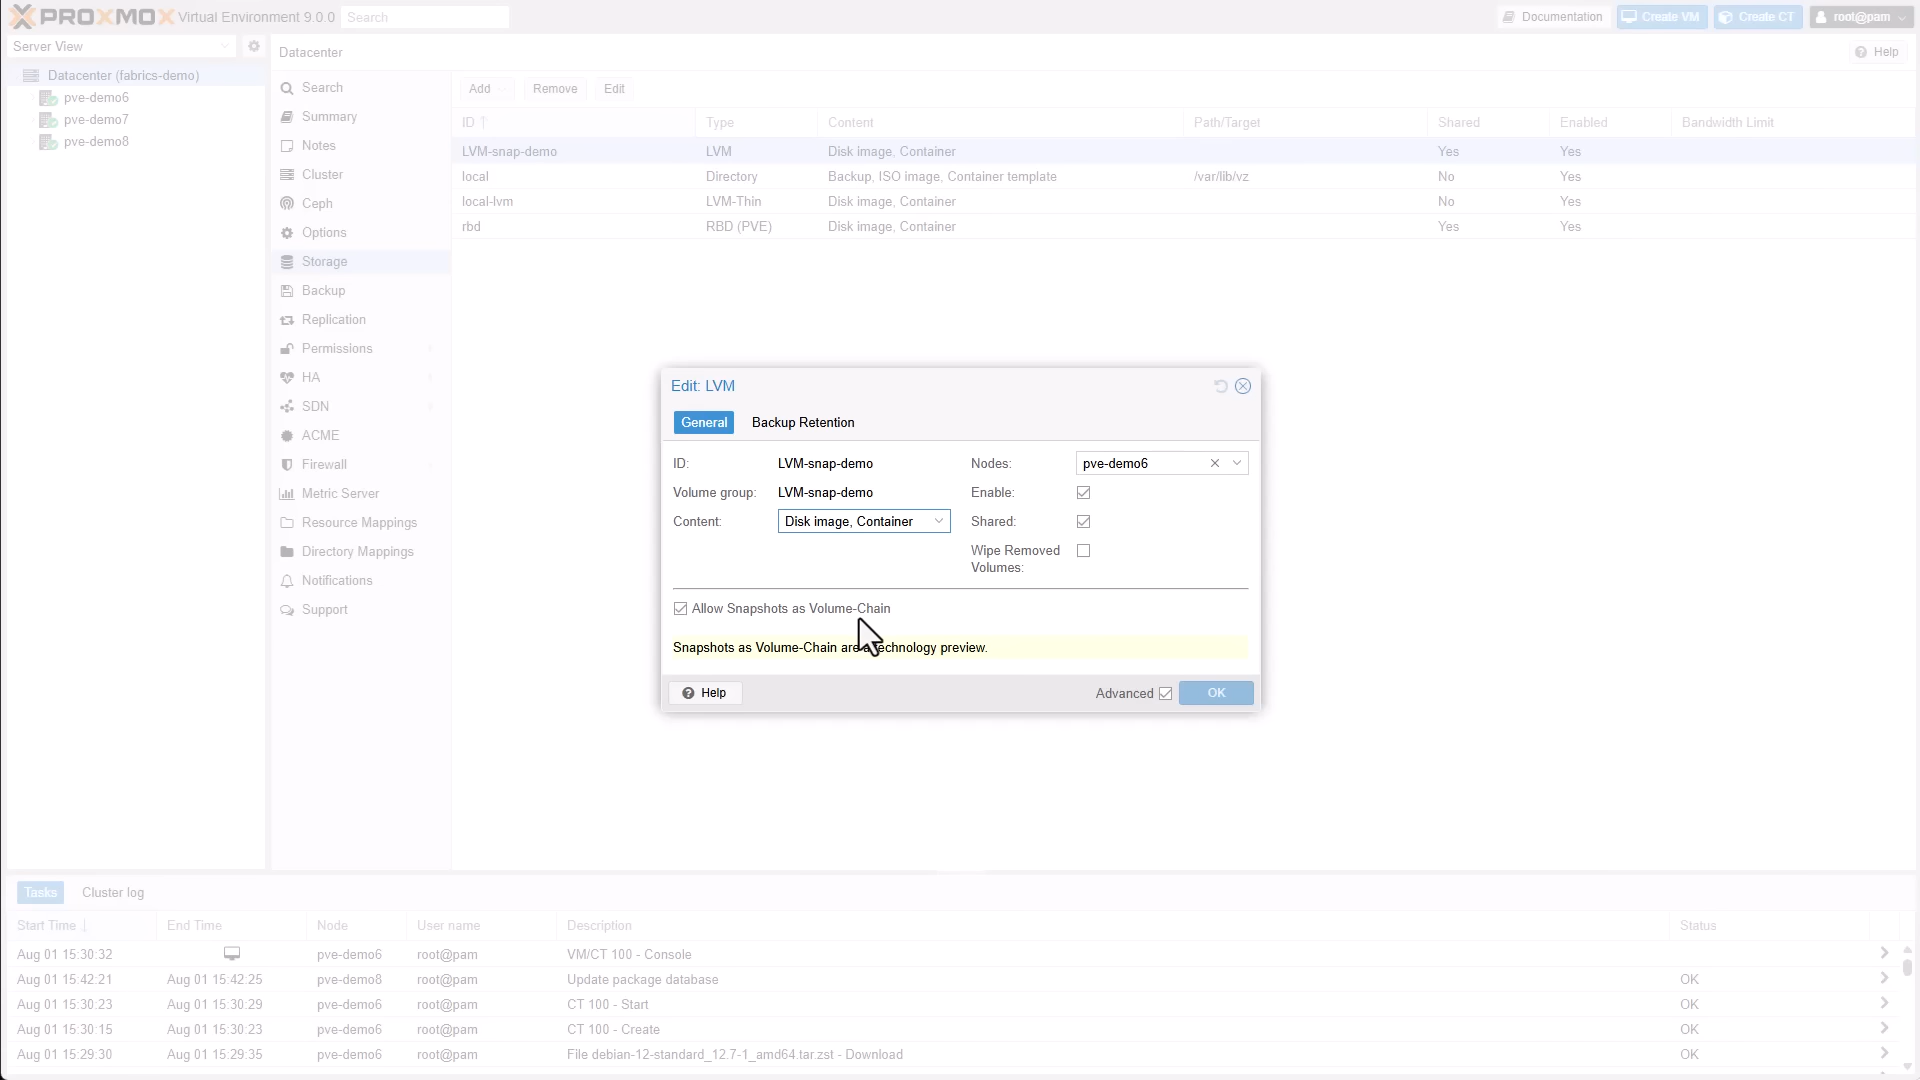 PROXMOX Virtual Environment 9.0.0 Search Documentation Create VM Create CT root@pam
Server View
Datacenter (fabrics-demo)
pve-demo6
pve-demo7
pve-demo8
Datacenter Help
Search
Summary
Notes
Cluster
Ceph
Options
Storage
Backup
Replication
Permissions
HA
SDN
ACME
Firewall
Metric Server
Resource Mappings
Directory Mappings
Notifications
Support
Add Remove Edit
ID ↑ Type Content Path/Target Shared Enabled Bandwidth Limit
LVM-snap-demo LVM Disk image, Container Yes Yes
local Directory Backup, ISO image, Container template /var/lib/vz No Yes
local-lvm LVM-Thin Disk image, Container No Yes
rbd RBD (PVE) Disk image, Container Yes Yes
Edit: LVM
General Backup Retention
ID: LVM-snap-demo Nodes: pve-demo6
Volume group: LVM-snap-demo Enable:
Content: Disk image, Container Shared:
Wipe Removed
Volumes:
Allow Snapshots as Volume-Chain
Snapshots as Volume-Chain are a technology preview.
Help Advanced OK
Tasks Cluster log
Start Time ↓ End Time Node User name Description Status
Aug 01 15:30:32 pve-demo6 root@pam VM/CT 100 - Console
Aug 01 15:42:21 Aug 01 15:42:25 pve-demo8 root@pam Update package database OK
Aug 01 15:30:23 Aug 01 15:30:29 pve-demo6 root@pam CT 100 - Start OK
Aug 01 15:30:15 Aug 01 15:30:23 pve-demo6 root@pam CT 100 - Create OK
Aug 01 15:29:30 Aug 01 15:29:35 pve-demo6 root@pam File debian-12-standard_12.7-1_amd64.tar.zst - Download OK